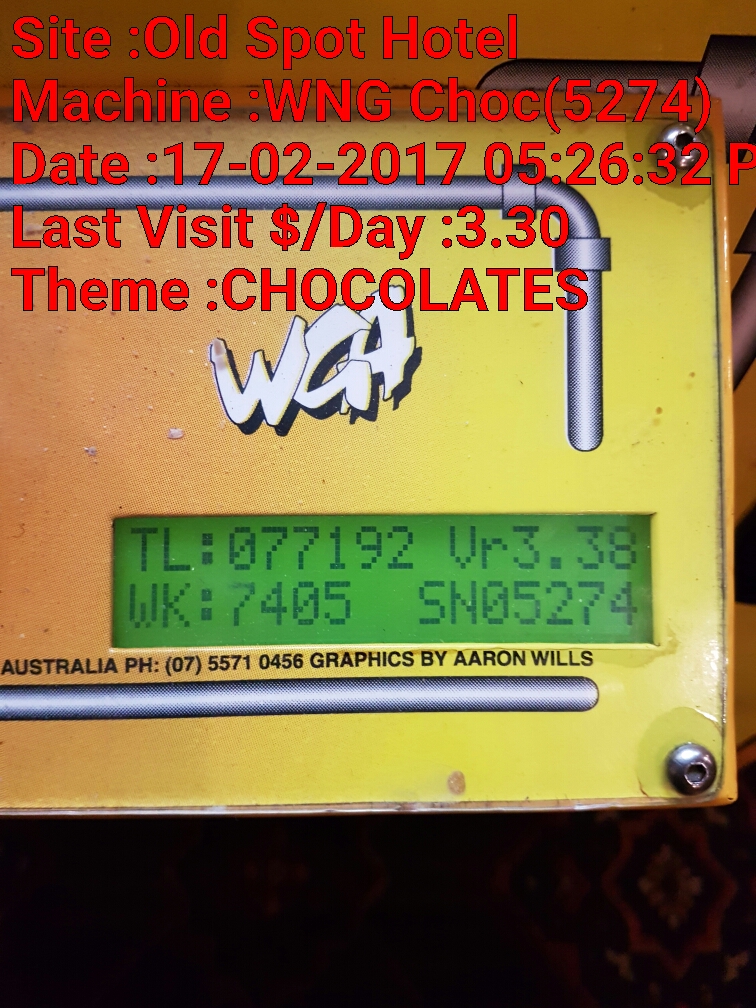 Site :Old Spot Hotel
Machine :WNG Choc(5274)
Date :17-02-2017 05:26:32 P
Last Visit $/Day :3.30
Theme :CHOCOLATES
WGA
TL:077192 Vr3.38
WK:7405 SN05274
AUSTRALIA PH: (07) 5571 0456 GRAPHICS BY AARON WILLS